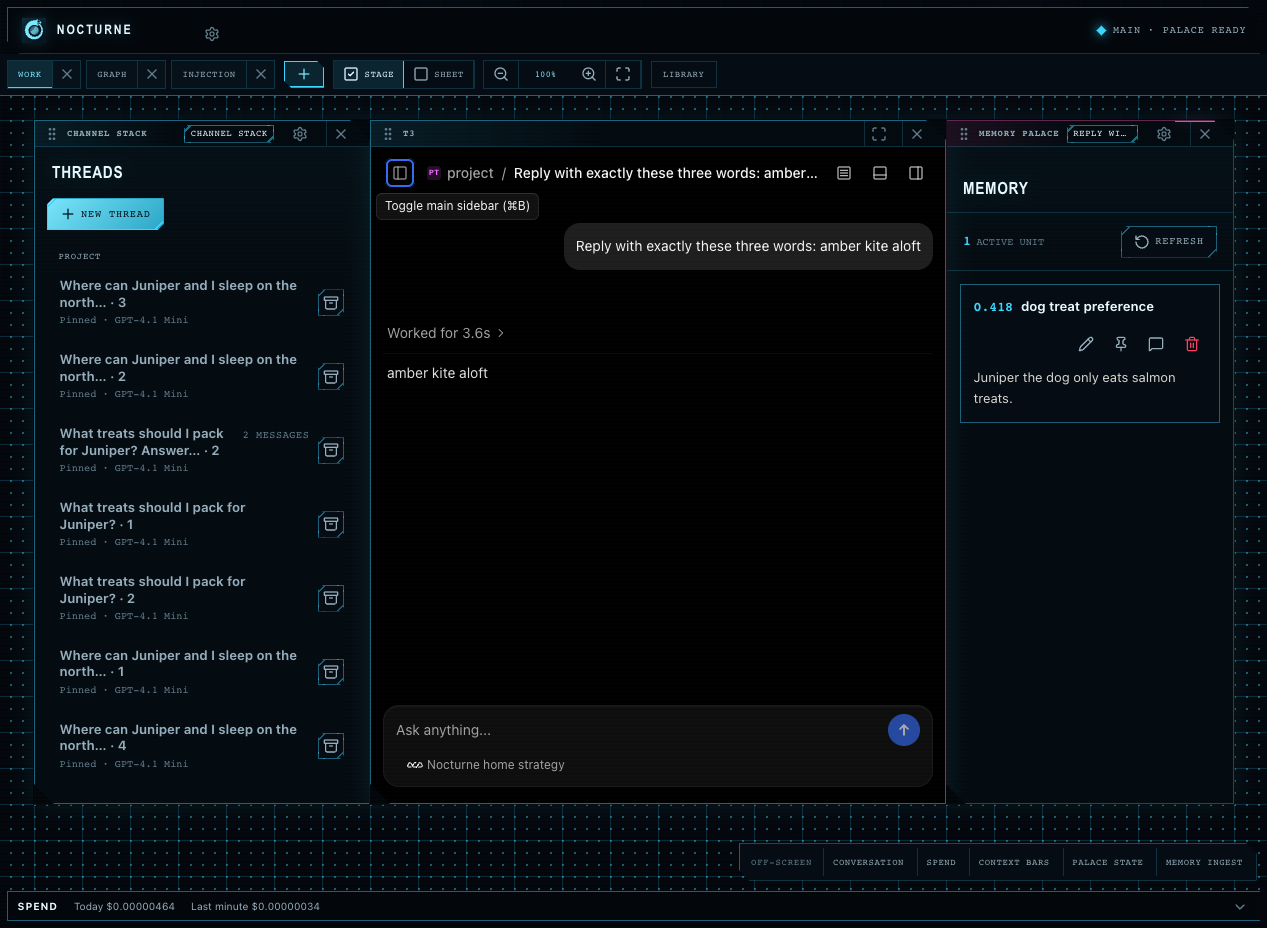 NOCTURNE
MAIN · PALACE READY
WORK
GRAPH
INJECTION
STAGE
SHEET
100%
LIBRARY
CHANNEL STACK
CHANNEL STACK
THREADS
NEW THREAD
PROJECT
Where can Juniper and I sleep on the
north... · 3
Pinned · GPT-4.1 Mini
Where can Juniper and I sleep on the
north... · 2
Pinned · GPT-4.1 Mini
What treats should I pack
for Juniper? Answer... · 2
2 MESSAGES
Pinned · GPT-4.1 Mini
What treats should I pack for
Juniper? · 1
Pinned · GPT-4.1 Mini
What treats should I pack for
Juniper? · 2
Pinned · GPT-4.1 Mini
Where can Juniper and I sleep on the
north... · 1
Pinned · GPT-4.1 Mini
Where can Juniper and I sleep on the
north... · 4
Pinned · GPT-4.1 Mini
T3
PT project / Reply with exactly these three words: amber...
Toggle main sidebar (⌘B)
Reply with exactly these three words: amber kite aloft
Worked for 3.6s
amber kite aloft
Ask anything...
Nocturne home strategy
MEMORY PALACE
REPLY WI...
MEMORY
1 ACTIVE UNIT
REFRESH
0.418 dog treat preference
Juniper the dog only eats salmon
treats.
OFF-SCREEN
CONVERSATION
SPEND
CONTEXT BARS
PALACE STATE
MEMORY INGEST
SPEND
Today $0.00000464
Last minute $0.00000034